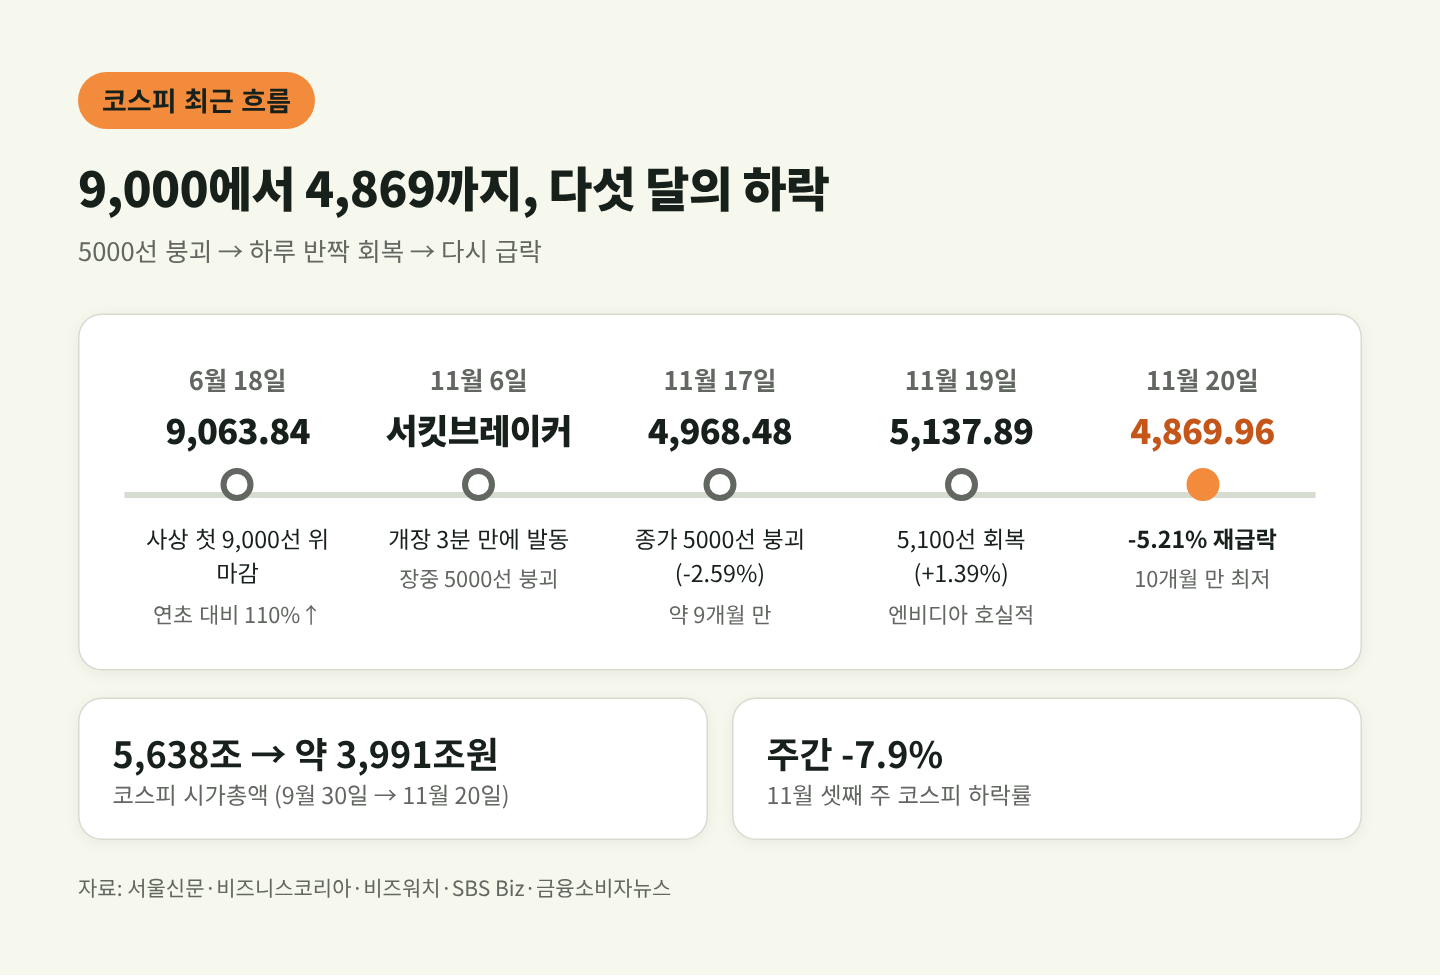 코스피 최근 흐름
9,000에서 4,869까지, 다섯 달의 하락
5000선 붕괴 → 하루 반짝 회복 → 다시 급락
6월 18일
9,063.84
사상 첫 9,000선 위
마감
연초 대비 110%↑
11월 6일
서킷브레이커
개장 3분 만에 발동
장중 5000선 붕괴
11월 17일
4,968.48
종가 5000선 붕괴
(-2.59%)
약 9개월 만
11월 19일
5,137.89
5,100선 회복
(+1.39%)
엔비디아 호실적
11월 20일
4,869.96
-5.21% 재급락
10개월 만 최저
5,638조 → 약 3,991조원
코스피 시가총액 (9월 30일 → 11월 20일)
주간 -7.9%
11월 셋째 주 코스피 하락률
자료: 서울신문·비즈니스코리아·비즈워치·SBS Biz·금융소비자뉴스